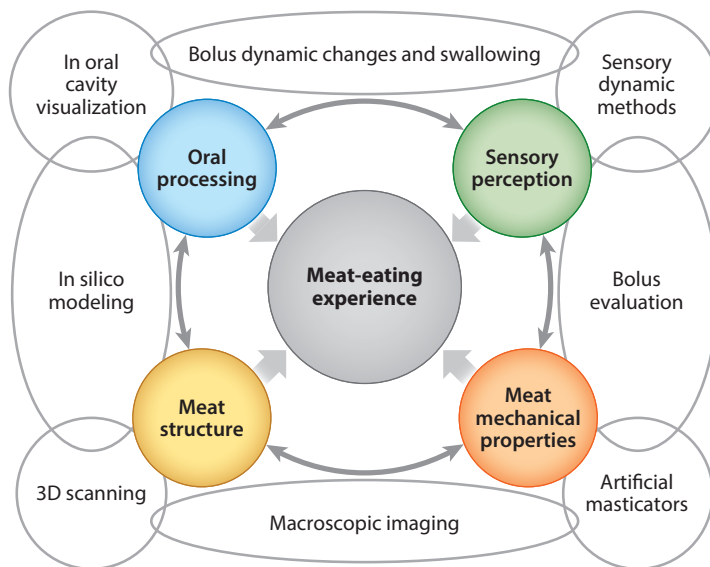 In oral
cavity
visualization
Bolus dynamic changes and swallowing
Sensory
dynamic
methods
Oral
processing
Sensory
perception
In silico
modeling
Meat-eating
experience
Bolus
evaluation
Meat
structure
Meat
mechanical
properties
3D scanning
Macroscopic imaging
Artificial
masticators